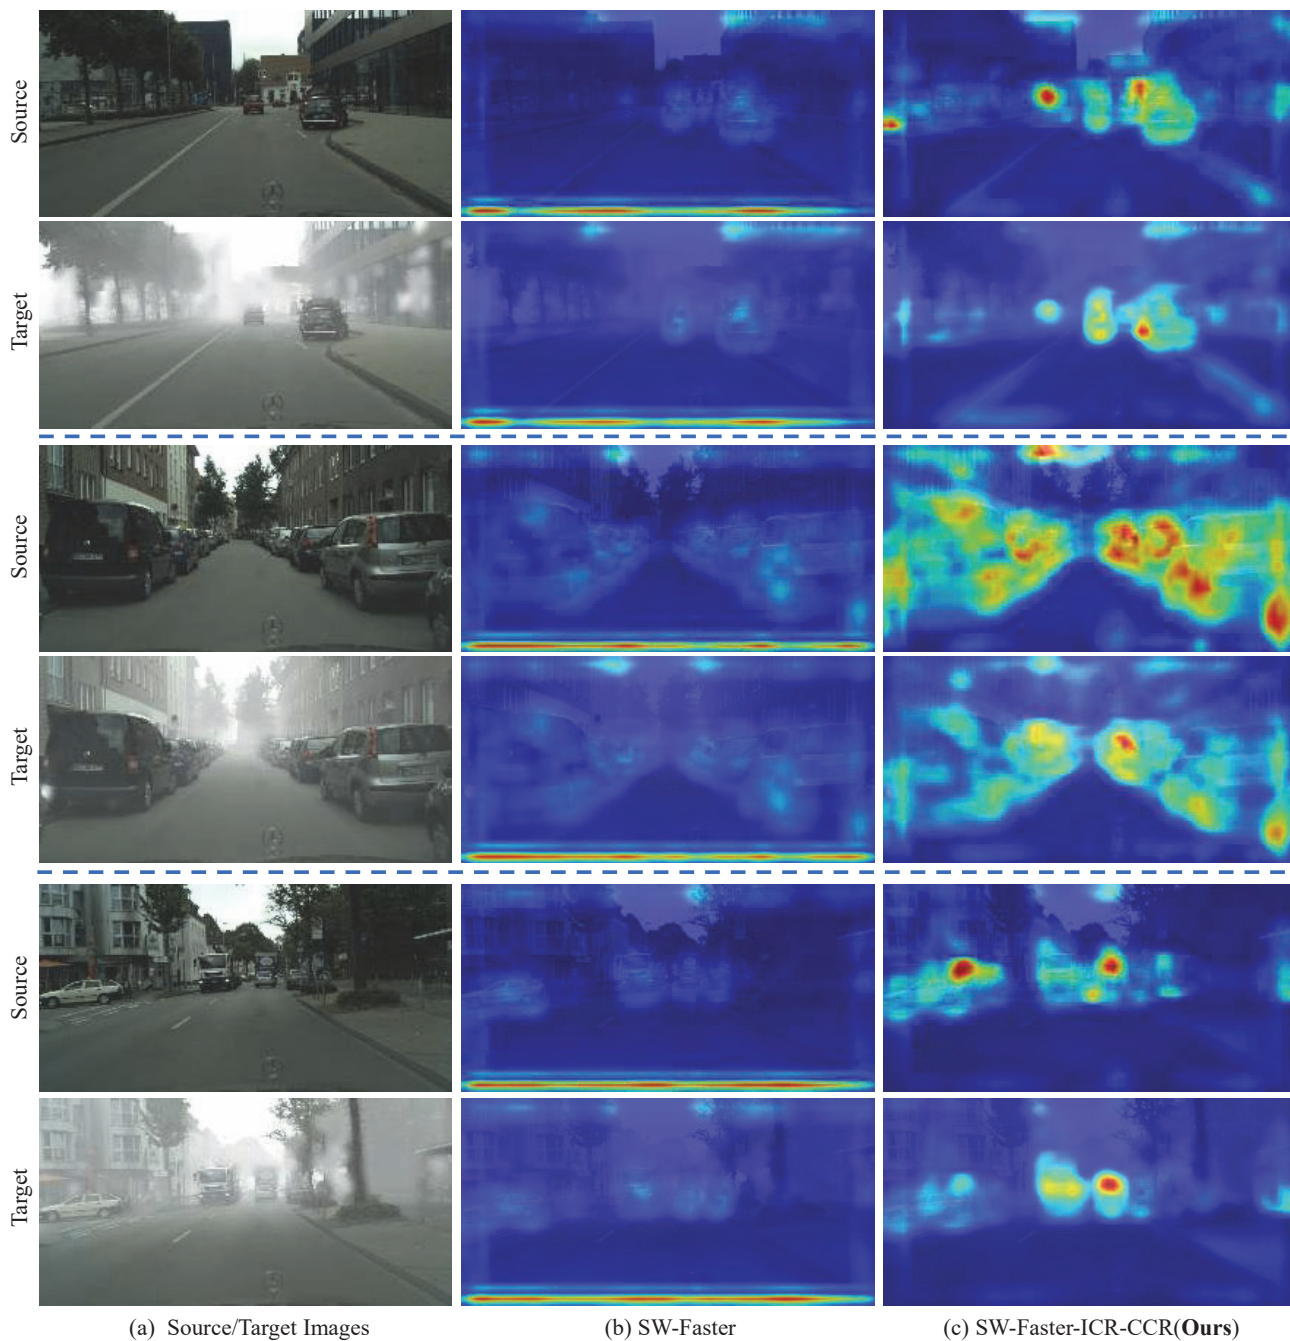 Source
Target
Source
Target
Source
Target
(a) Source/Target Images
(b) SW-Faster
(c) SW-Faster-ICR-CCR(Ours)